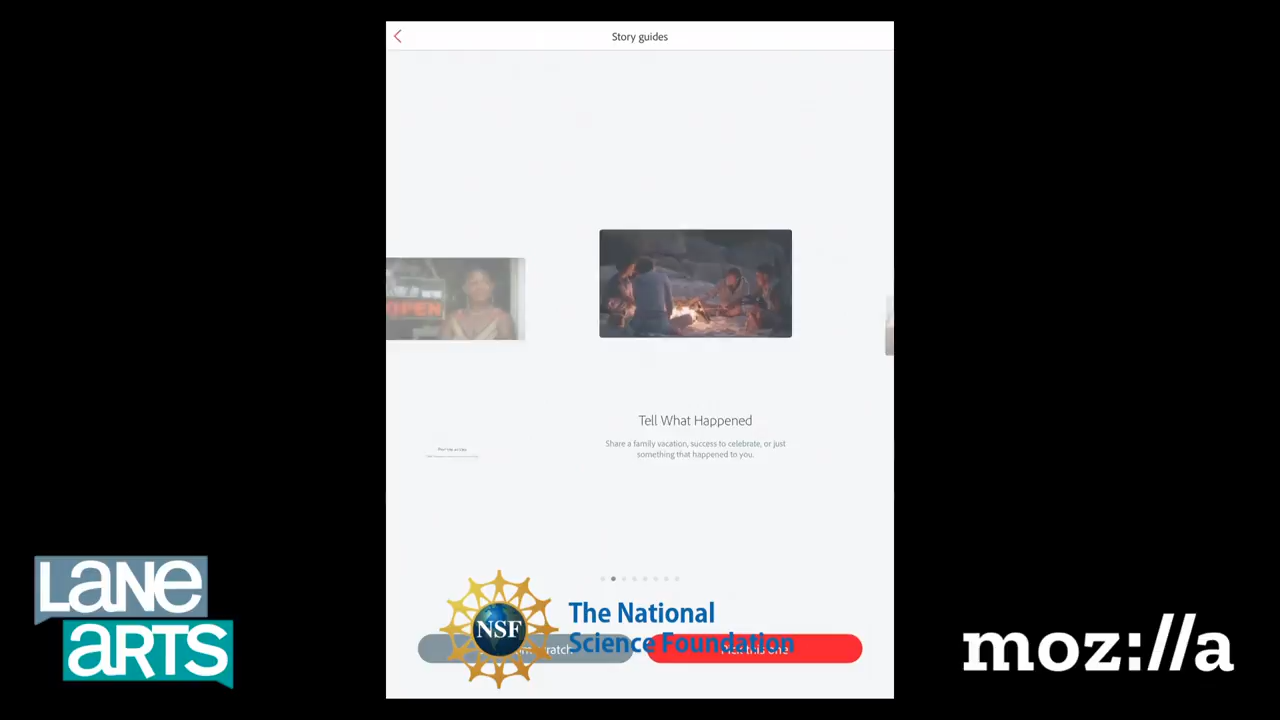 Story guides
OPEN
Tell What Happened
Share a family vacation, success to celebrate, or just
something that happened to you.
LANE
ARTS
NSF
The National
Science Foundation
moz://a